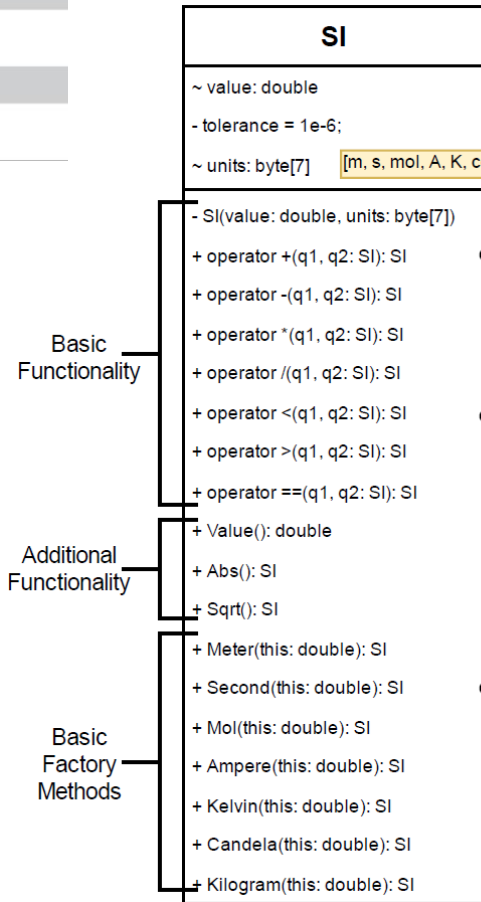 SI
~ value: double
- tolerance = 1e-6;
~ units: byte[7]
[m, s, mol, A, K, c
- SI(value: double, units: byte[7])
+ operator +(q1, q2: SI): SI
+ operator -(q1, q2: SI): SI
+ operator *(q1, q2: SI): SI
+ operator /(q1, q2: SI): SI
+ operator <(q1, q2: SI): SI
+ operator >(q1, q2: SI): SI
+ operator ==(q1, q2: SI): SI
Basic
Functionality
+ Value(): double
+ Abs(): SI
+ Sqrt(): SI
Additional
Functionality
+ Meter(this: double): SI
+ Second(this: double): SI
+ Mol(this: double): SI
+ Ampere(this: double): SI
+ Kelvin(this: double): SI
+ Candela(this: double): SI
+ Kilogram(this: double): SI
Basic
Factory
Methods